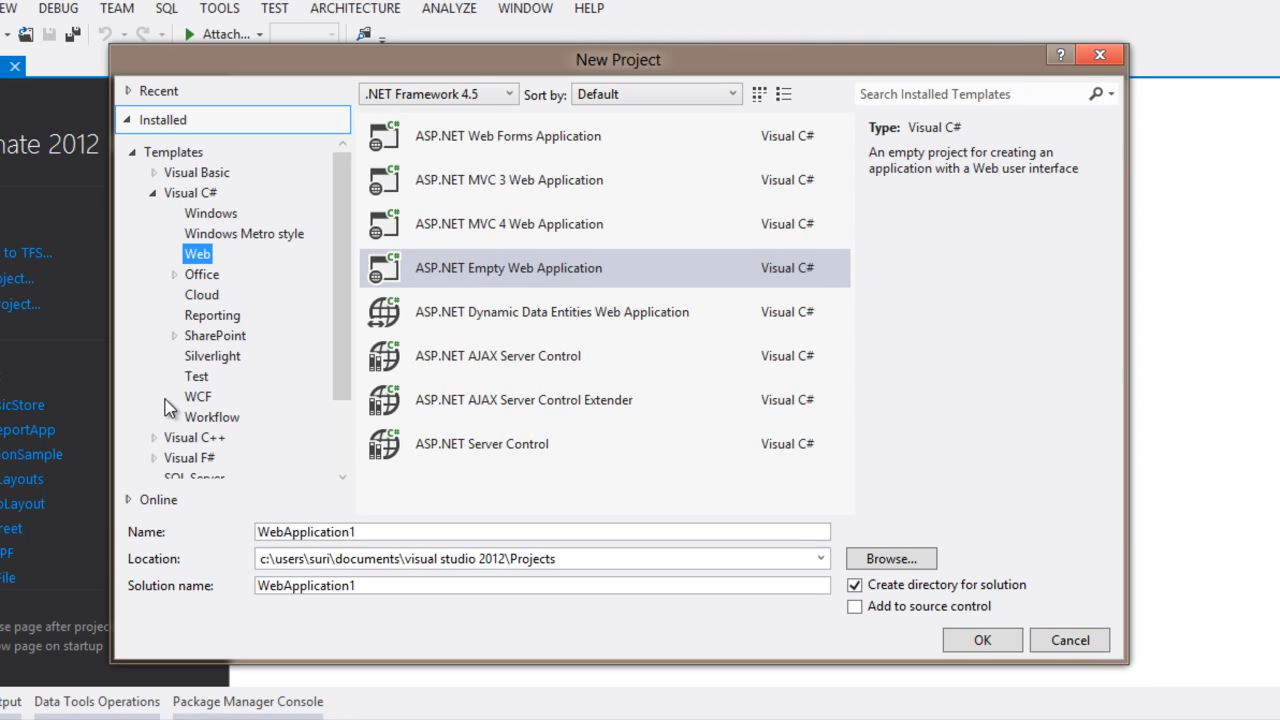 EW DEBUG TEAM SQL TOOLS TEST ARCHITECTURE ANALYZE WINDOW HELP
Attach...
New Project
?
Recent
.NET Framework 4.5
Sort by:
Default
Search Installed Templates
Installed
Templates
Visual Basic
Visual C#
Windows
Windows Metro style
Web
Office
Cloud
Reporting
SharePoint
Silverlight
Test
WCF
Workflow
Visual C++
Visual F#
SQL Server
Online
ASP.NET Web Forms Application Visual C#
ASP.NET MVC 3 Web Application Visual C#
ASP.NET MVC 4 Web Application Visual C#
ASP.NET Empty Web Application Visual C#
ASP.NET Dynamic Data Entities Web Application Visual C#
ASP.NET AJAX Server Control Visual C#
ASP.NET AJAX Server Control Extender Visual C#
ASP.NET Server Control Visual C#
Type: Visual C#
An empty project for creating an
application with a Web user interface
Name: WebApplication1
Location: c:\users\suri\documents\visual studio 2012\Projects
Browse...
Solution name: WebApplication1
Create directory for solution
Add to source control
OK
Cancel
nate 2012
to TFS...
oject...
roject...
sicStore
eportApp
onSample
Layouts
oLayout
reet
PF
File
se page after projec
ow page on startup
tput Data Tools Operations Package Manager Console